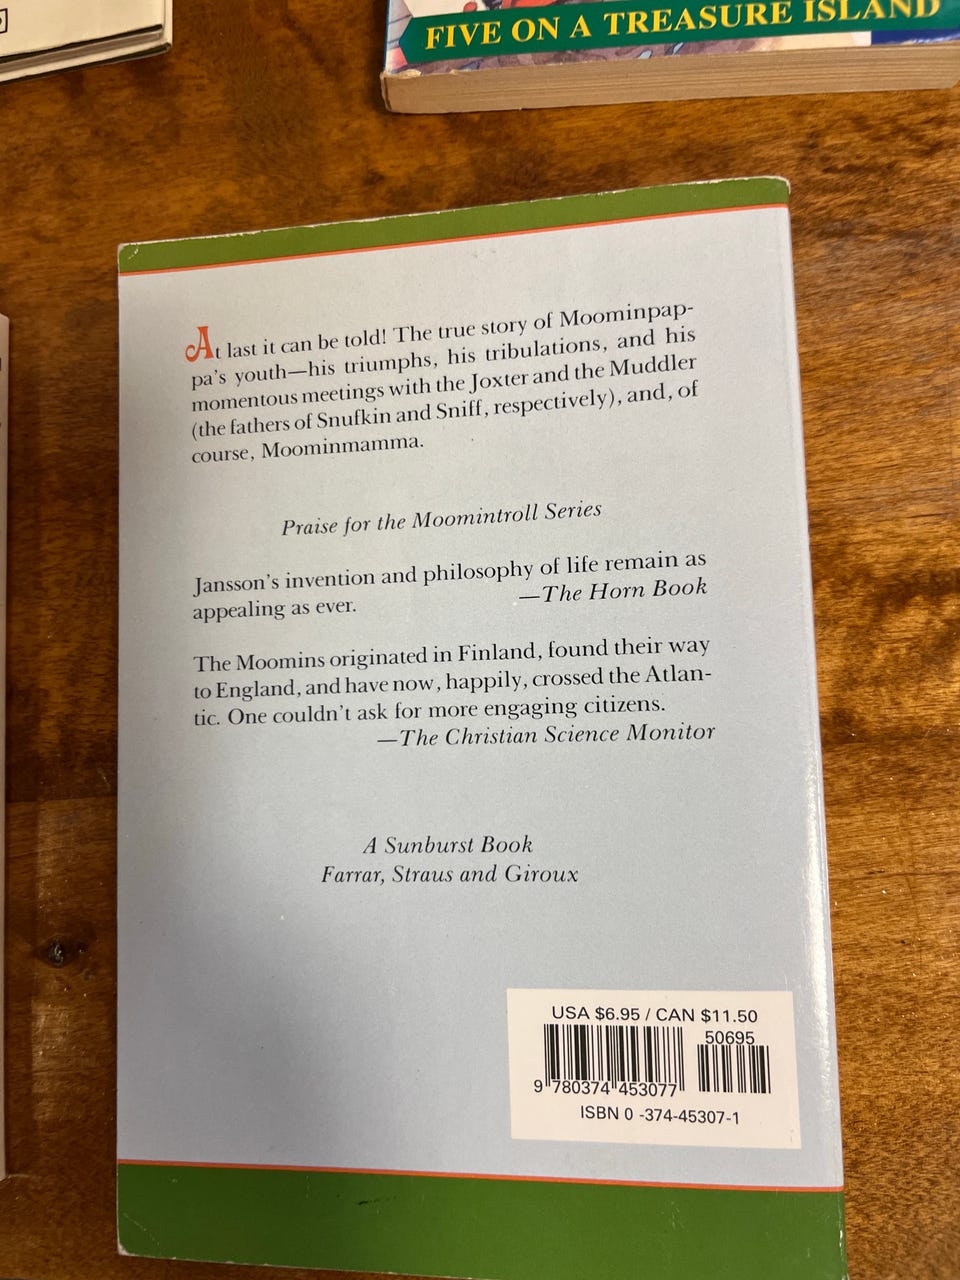 FIVE ON A TREASURE ISLAND
At last it can be told! The true story of Moominpap-
pa's youth—his triumphs, his tribulations, and his
momentous meetings with the Joxter and the Muddler
(the fathers of Snufkin and Sniff, respectively), and, of
course, Moominmamma.
Praise for the Moomintroll Series
Jansson's invention and philosophy of life remain as
appealing as ever. —The Horn Book
The Moomins originated in Finland, found their way
to England, and have now, happily, crossed the Atlan-
tic. One couldn't ask for more engaging citizens.
—The Christian Science Monitor
A Sunburst Book
Farrar, Straus and Giroux
USA $6.95 / CAN $11.50
50695
9 780374 453077
ISBN 0 -374-45307-1